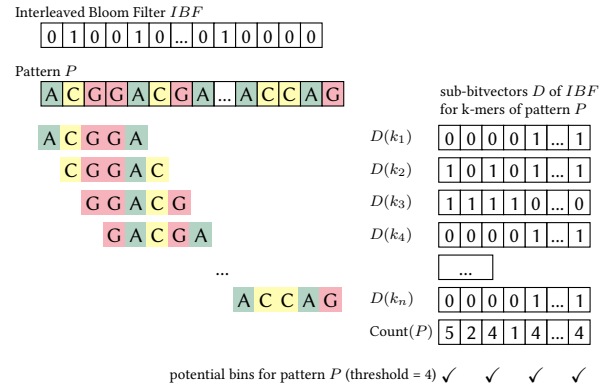 Interleaved Bloom Filter IBF
0 1 0 0 1 0 ... 0 1 0 0 0 0
Pattern P
A C G G A C G A ... A C C A G
sub-bitvectors D of IBF
for k-mers of pattern P
A C G G A D(k₁) 0 0 0 0 1 ... 1
C G G A C D(k₂) 1 0 1 0 1 ... 1
G G A C G D(k₃) 1 1 1 1 0 ... 0
G A C G A D(k₄) 0 0 0 0 1 ... 1
... ...
A C C A G D(kₙ) 0 0 0 0 1 ... 1
Count(P) 5 2 4 1 4 ... 4
potential bins for pattern P (threshold = 4) ✓ ✓ ✓ ✓